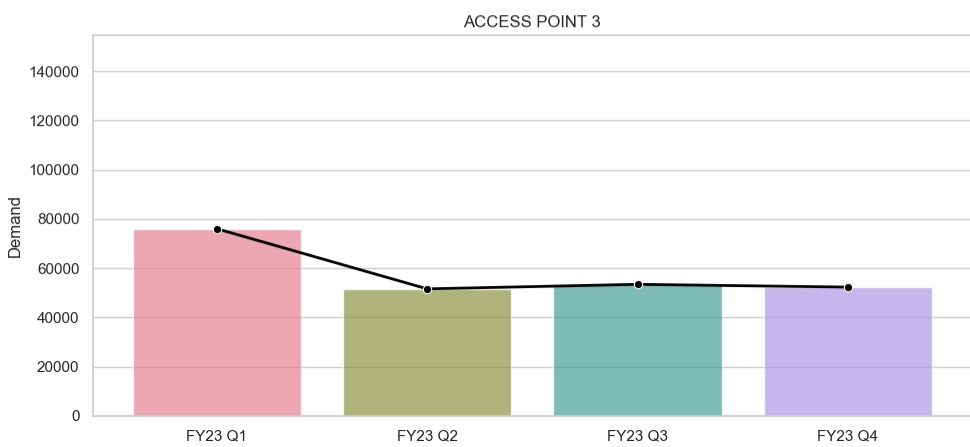 ACCESS POINT 3
Demand
140000
120000
100000
80000
60000
40000
20000
0
FY23 Q1 FY23 Q2 FY23 Q3 FY23 Q4